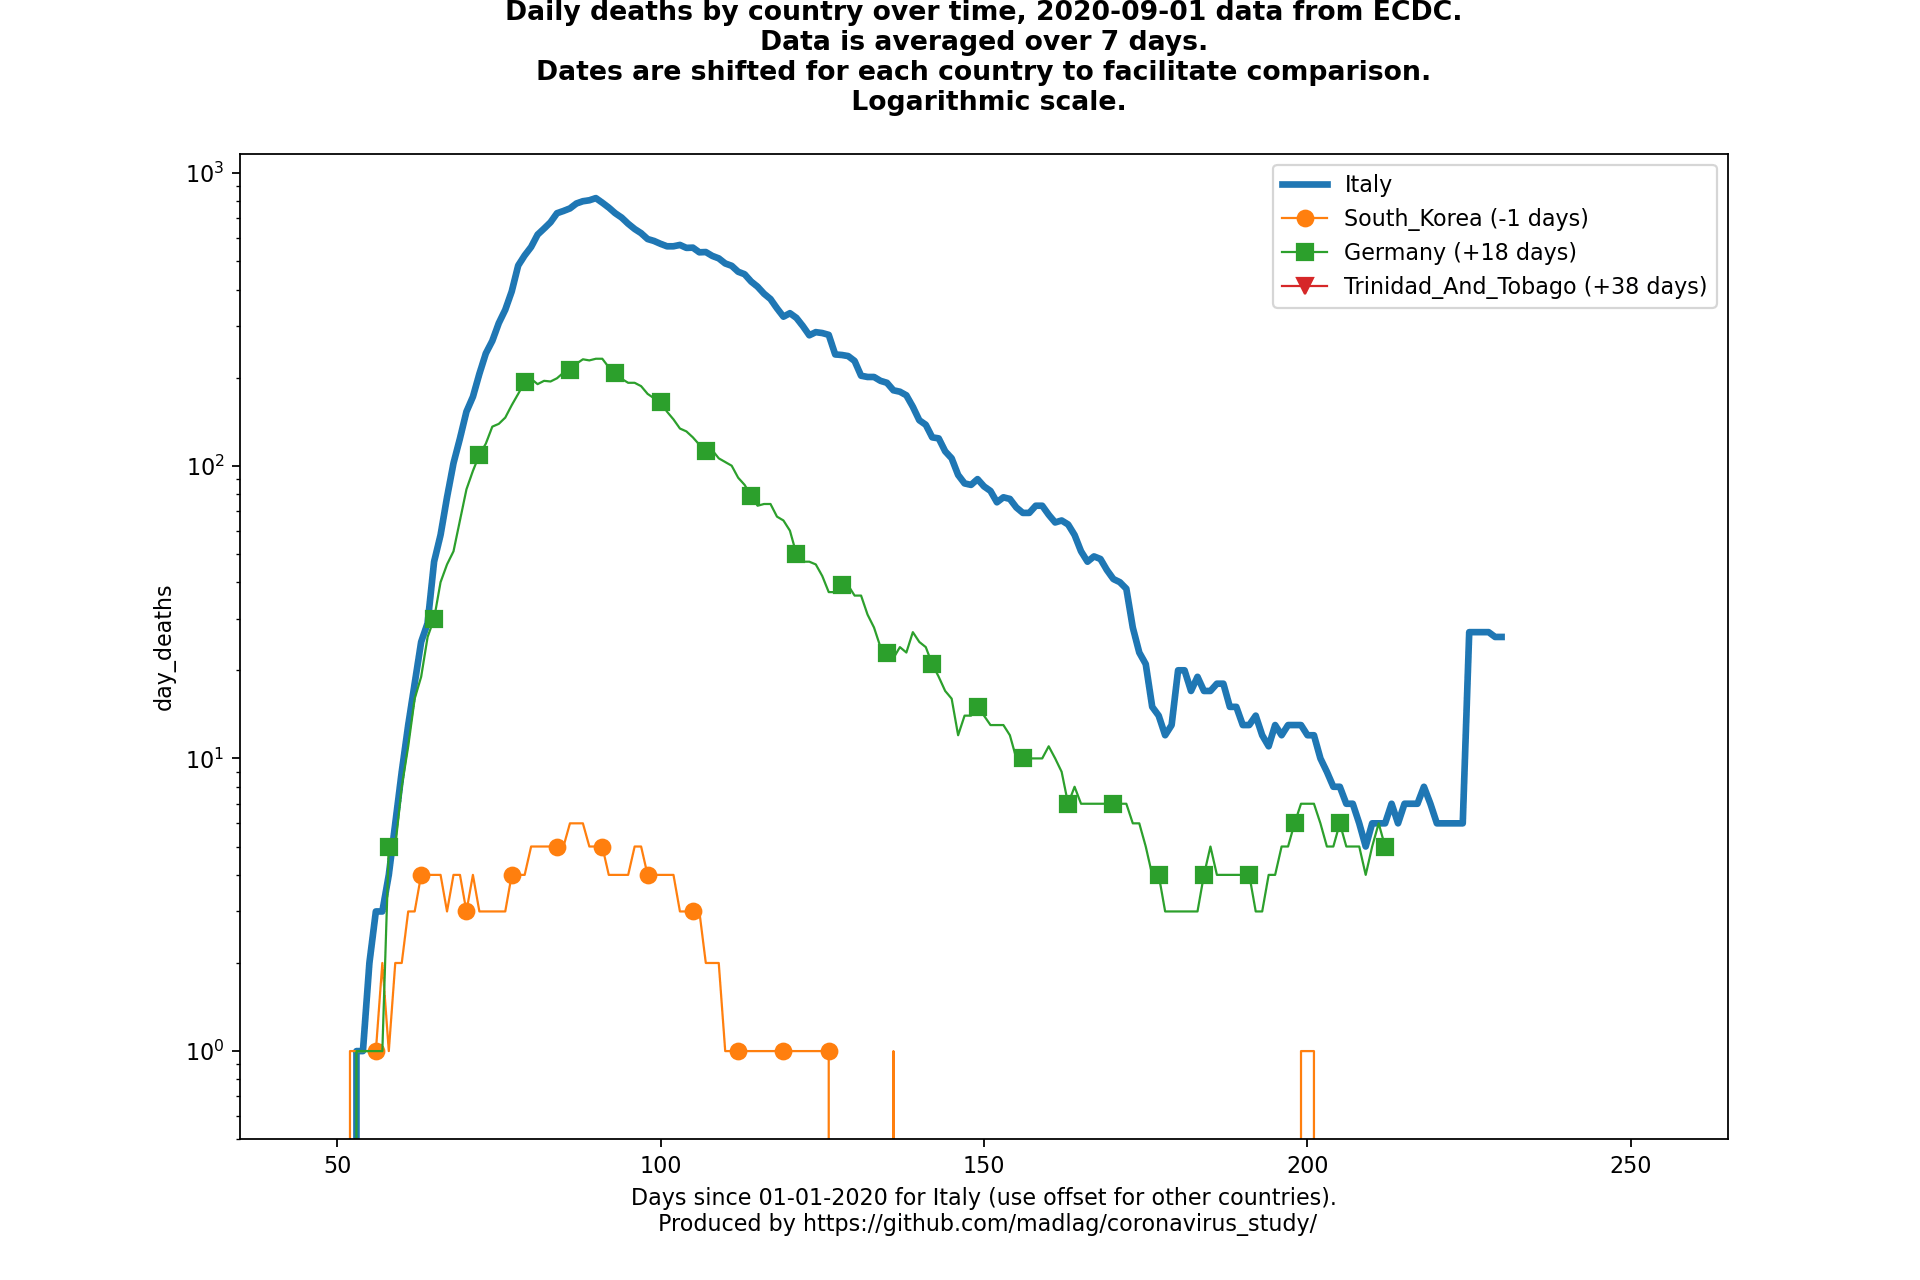 Daily deaths by country over time, 2020-09-01 data from ECDC.
Data is averaged over 7 days.
Dates are shifted for each country to facilitate comparison.
Logarithmic scale.
10³
Italy
South_Korea (-1 days)
Germany (+18 days)
Trinidad_And_Tobago (+38 days)
10²
day_deaths
10¹
10⁰
50 100 150 200 250
Days since 01-01-2020 for Italy (use offset for other countries).
Produced by https://github.com/madlag/coronavirus_study/